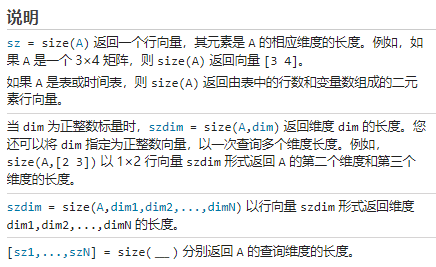 说明
sz = size(A) 返回一个行向量，其元素是 A 的相应维度的长度。例如，如
果 A 是一个 3×4 矩阵，则 size(A) 返回向量 [3 4]。
如果 A 是表或时间表，则 size(A) 返回由表中的行数和变量数组成的二元
素行向量。
当 dim 为正整数标量时，szdim = size(A,dim) 返回维度 dim 的长度。您
还可以将 dim 指定为正整数向量，以一次查询多个维度长度。例如，
size(A,[2 3]) 以 1×2 行向量 szdim 形式返回 A 的第二个维度和第三个
维度的长度。
szdim = size(A,dim1,dim2,...,dimN) 以行向量 szdim 形式返回维度
dim1,dim2,...,dimN 的长度。
[sz1,...,szN] = size(__) 分别返回 A 的查询维度的长度。